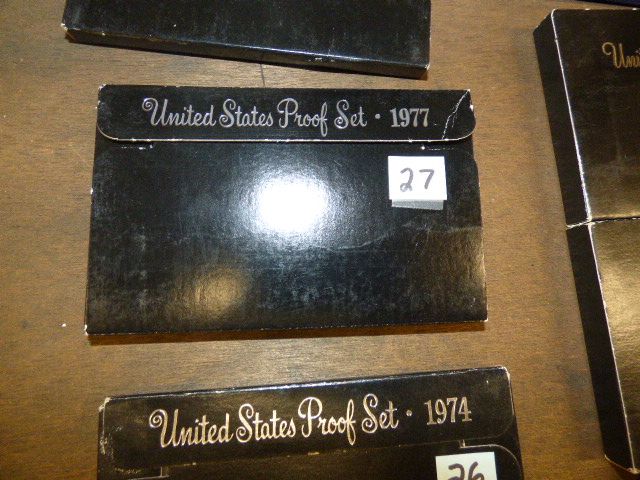 United States Proof Set · 1977
27
United States Proof Set · 1974
26